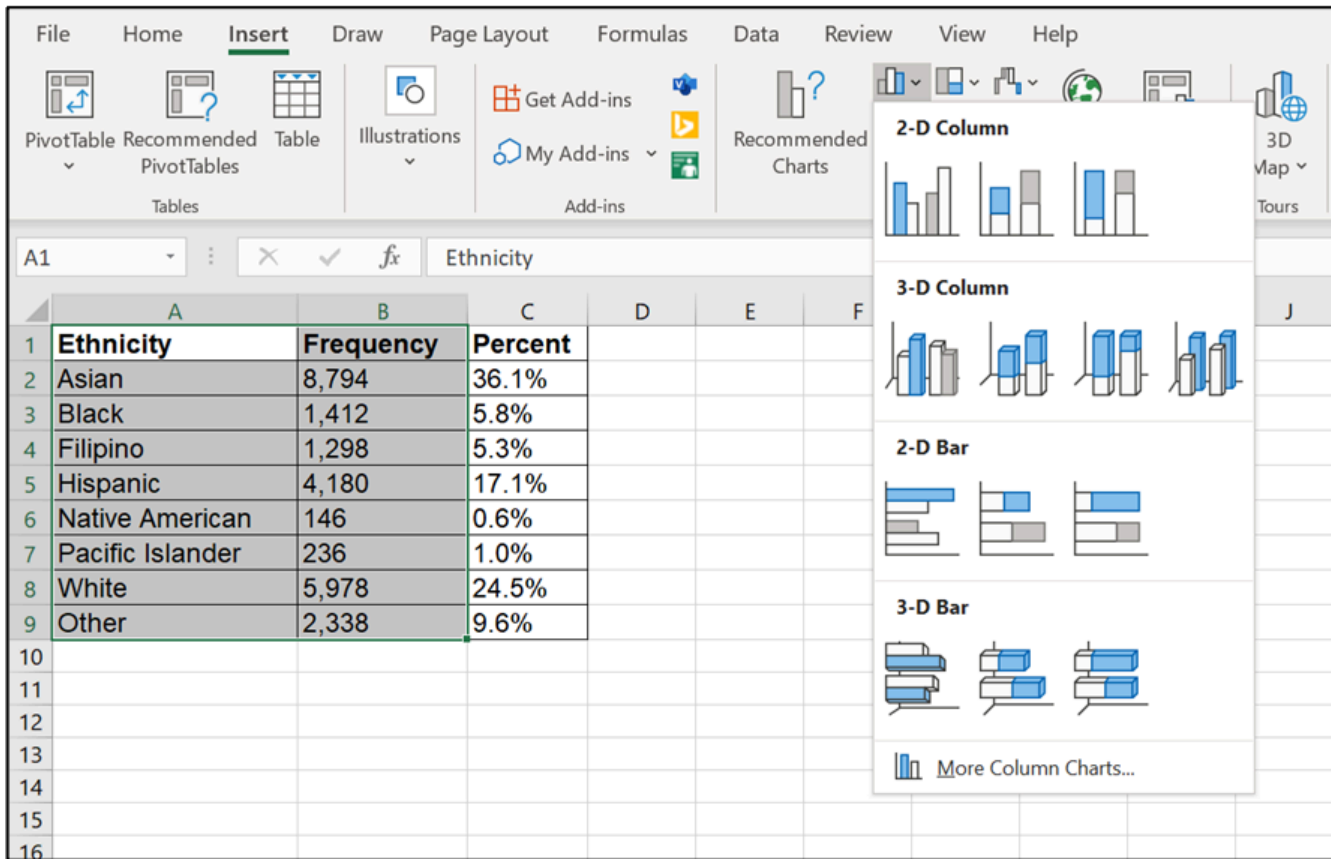 File Home Insert Draw Page Layout Formulas Data Review View Help
PivotTable
Recommended PivotTables
Table
Tables
Illustrations
Get Add-ins
My Add-ins
Add-ins
Recommended Charts
3D Map
Tours
2-D Column
3-D Column
2-D Bar
3-D Bar
More Column Charts...
A1 fx Ethnicity
A B C D E F J
1 Ethnicity Frequency Percent
2 Asian 8,794 36.1%
3 Black 1,412 5.8%
4 Filipino 1,298 5.3%
5 Hispanic 4,180 17.1%
6 Native American 146 0.6%
7 Pacific Islander 236 1.0%
8 White 5,978 24.5%
9 Other 2,338 9.6%
10
11
12
13
14
15
16